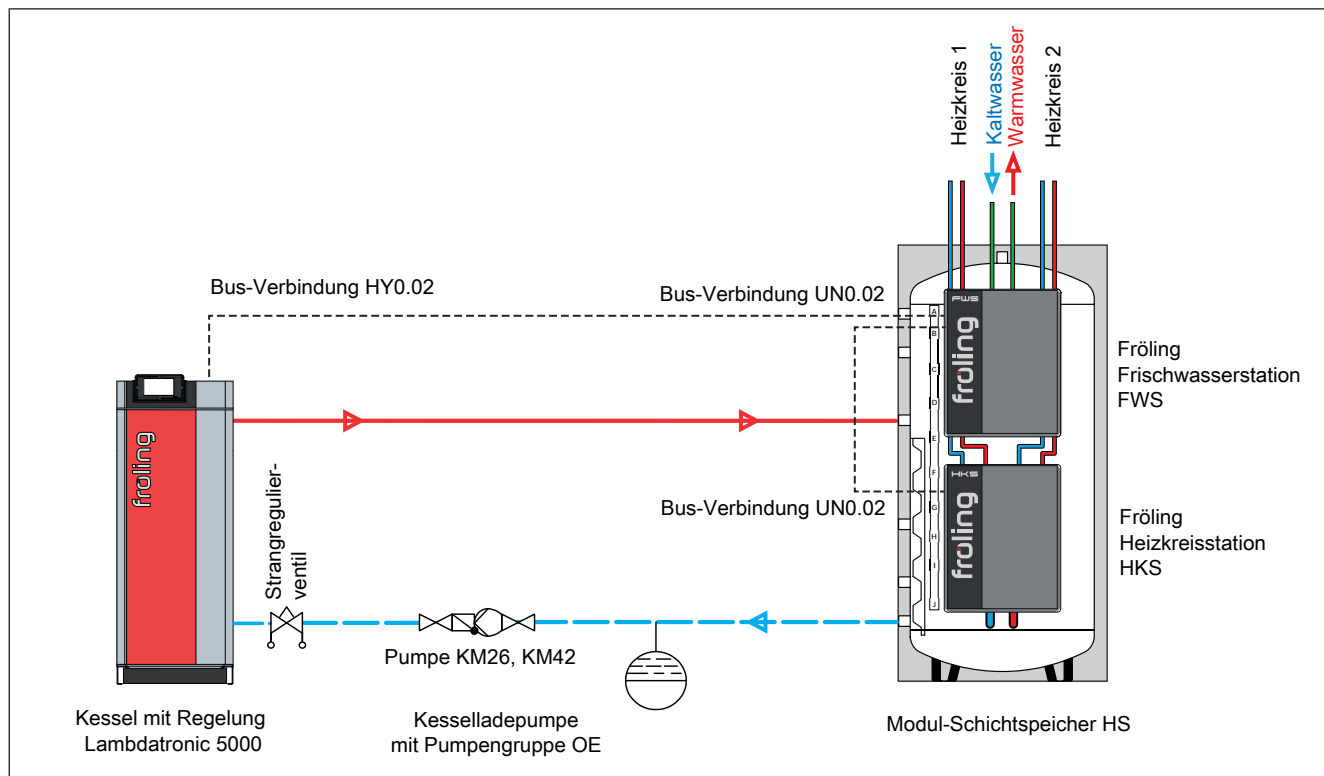 Heizkreis 1
Kaltwasser
Warmwasser
Heizkreis 2
Bus-Verbindung HY0.02
Bus-Verbindung UN0.02
FWS
fröling
A
B
C
D
E
F
G
H
I
J
Fröling
Frischwasserstation
FWS
fröling
Bus-Verbindung UN0.02
HKS
fröling
Fröling
Heizkreisstation
HKS
Strangregulier-
ventil
Pumpe KM26, KM42
Kessel mit Regelung
Lambdatronic 5000
Kesselladepumpe
mit Pumpengruppe OE
Modul-Schichtspeicher HS